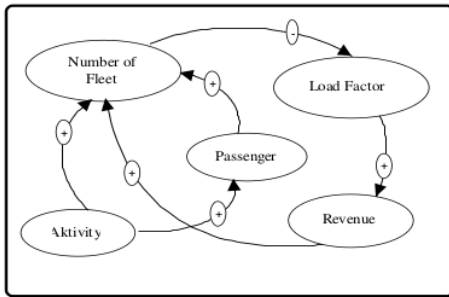 Number of
Fleet
-
Load Factor
+
+
Passenger
+
+
+
Aktivity
+
Revenue